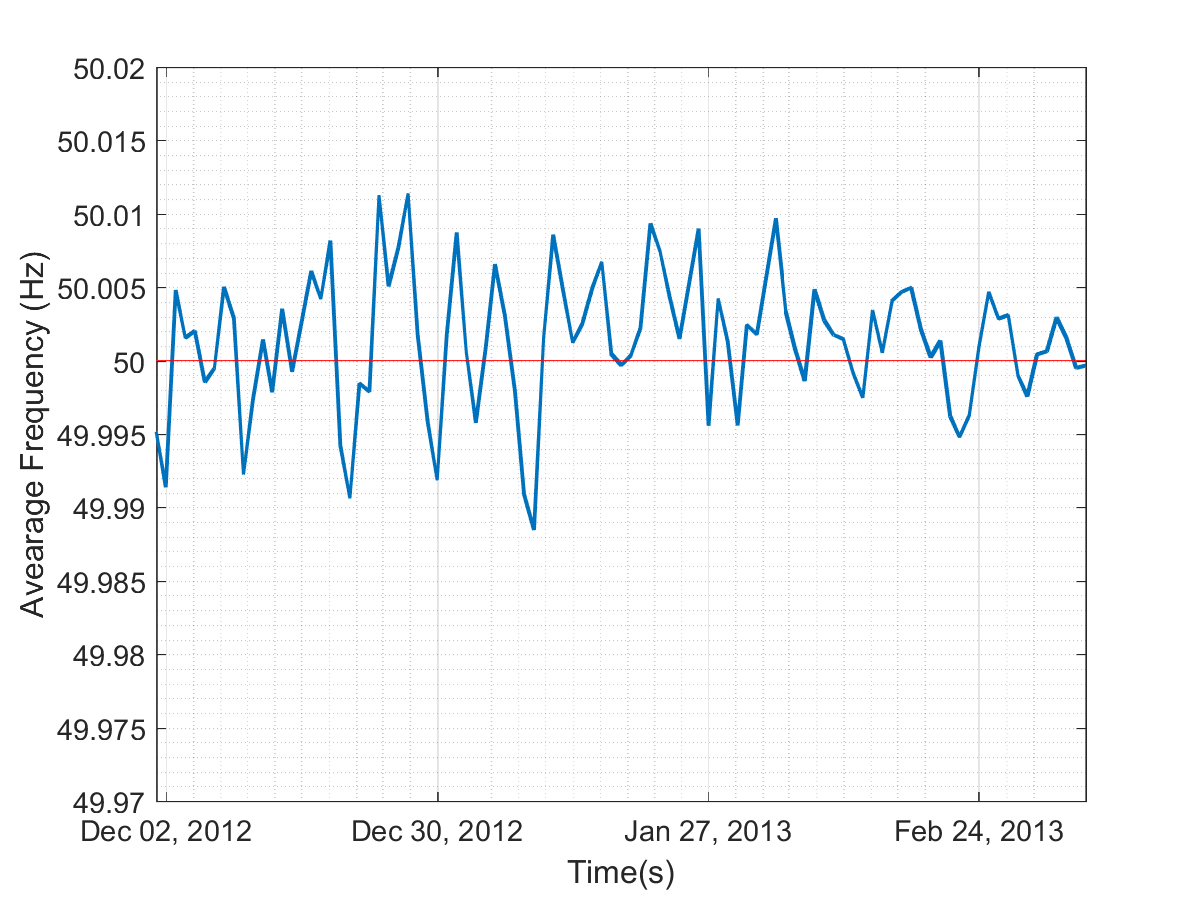 50.02
50.015
50.01
50.005
50
49.995
49.99
49.985
49.98
49.975
49.97
Avearage Frequency (Hz)
Dec 02, 2012
Dec 30, 2012
Jan 27, 2013
Feb 24, 2013
Time(s)